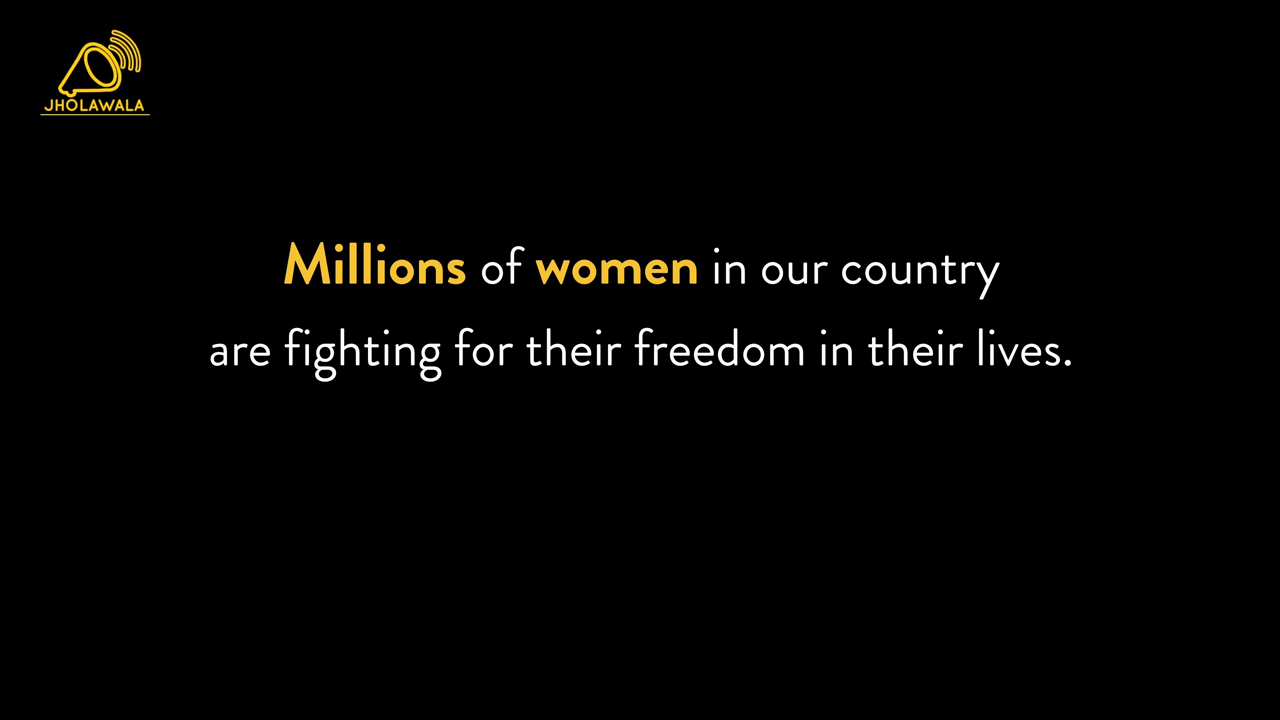 JHOLAWALA
Millions of women in our country
are fighting for their freedom in their lives.